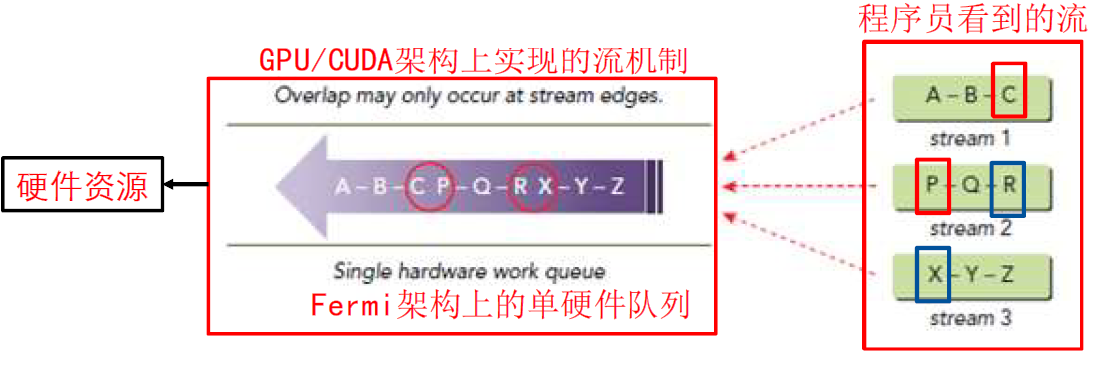 程序员看到的流
GPU/CUDA架构上实现的流机制
Overlap may only occur at stream edges.
A – B – C
stream 1
硬件资源
A – B – C P – Q – R X – Y – Z
P – Q – R
stream 2
Single hardware work queue
X – Y – Z
Fermi架构上的单硬件队列
stream 3